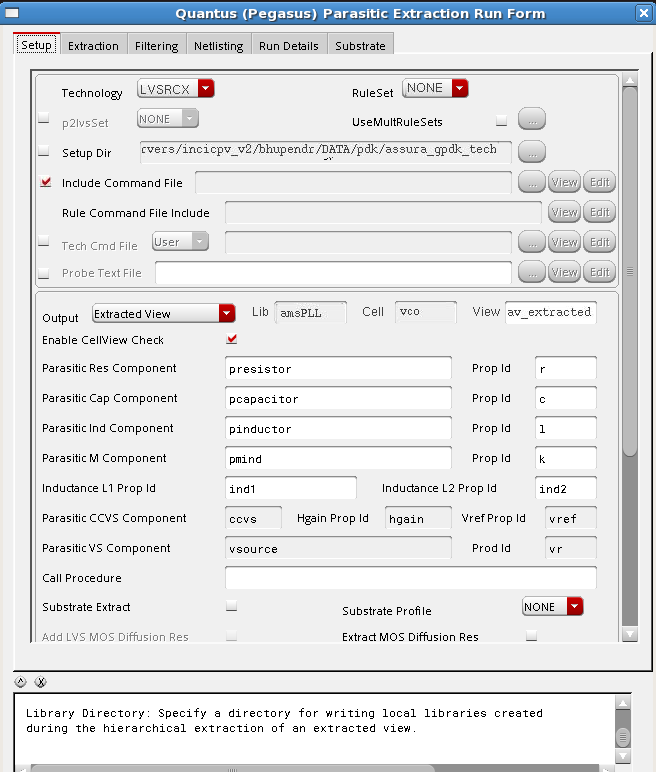 Quantus (Pegasus) Parasitic Extraction Run Form
Setup Extraction Filtering Netlisting Run Details Substrate
Technology LVSRCX RuleSet NONE
p2lvsSet NONE UseMultRuleSets ...
Setup Dir rvers/incicpv_v2/bhupendr/DATA/pdk/assura_gpdk_tech ...
Include Command File ... View Edit
Rule Command File Include View Edit
Tech Cmd File User ... View Edit
Probe Text File ... View Edit
Output Extracted View Lib amsPLL Cell vco View av_extracted
Enable CellView Check
Parasitic Res Component presistor Prop Id r
Parasitic Cap Component pcapacitor Prop Id c
Parasitic Ind Component pinductor Prop Id l
Parasitic M Component pmind Prop Id k
Inductance L1 Prop Id ind1 Inductance L2 Prop Id ind2
Parasitic CCVS Component ccvs Hgain Prop Id hgain Vref Prop Id vref
Parasitic VS Component vsource Prod Id vr
Call Procedure
Substrate Extract Substrate Profile NONE
Add LVS MOS Diffusion Res Extract MOS Diffusion Res
Library Directory: Specify a directory for writing local libraries created
during the hierarchical extraction of an extracted view.